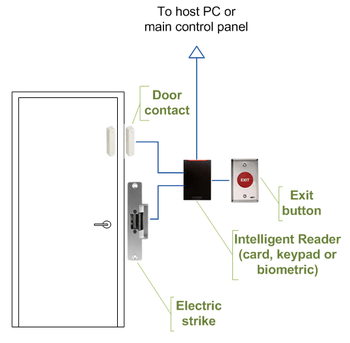 To host PC or
main control panel
Door
contact
EXIT
Exit
button
Intelligent Reader
(card, keypad or
biometric)
Electric
strike